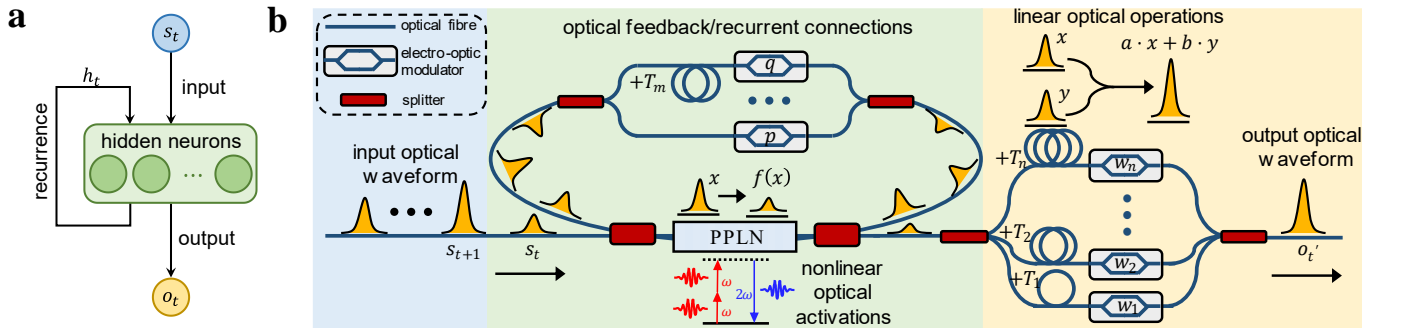 a
s_t
h_t
input
recurrence
hidden neurons
...
output
o_t
b
optical fibre
electro-optic
modulator
splitter
input optical
waveform
s_{t+1}
s_t
optical feedback/recurrent connections
+T_m
q
p
x
f(x)
PPLN
ω
ω
2ω
nonlinear
optical
activations
linear optical operations
x
a · x + b · y
y
+T_n
w_n
+T_2
w_2
+T_1
w_1
output optical
waveform
o_{t'}